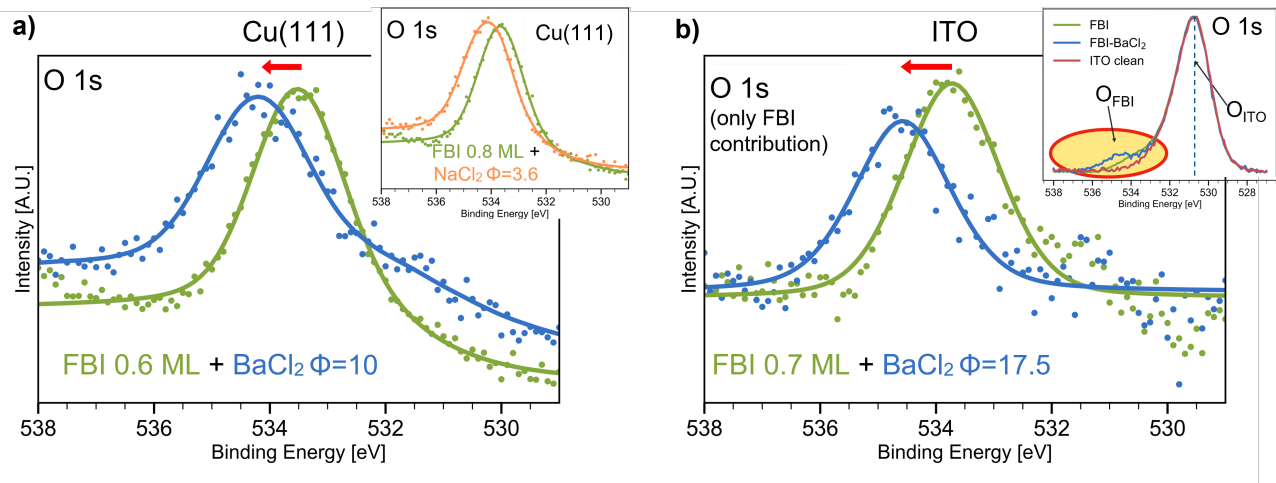 a)
Cu(111)
O 1s
Intensity [A.U.]
FBI 0.6 ML + BaCl₂ Φ=10
538 536 534 532 530
Binding Energy [eV]
O 1s
Cu(111)
FBI 0.8 ML +
NaCl₂ Φ=3.6
538 536 534 532 530
Binding Energy [eV]
b)
ITO
O 1s
(only FBI
contribution)
Intensity [A.U.]
FBI 0.7 ML + BaCl₂ Φ=17.5
538 536 534 532 530
Binding Energy [eV]
FBI
FBI-BaCl₂
ITO clean
O 1s
O_FBI
O_ITO
538 536 534 532 530 528
Binding Energy [eV]